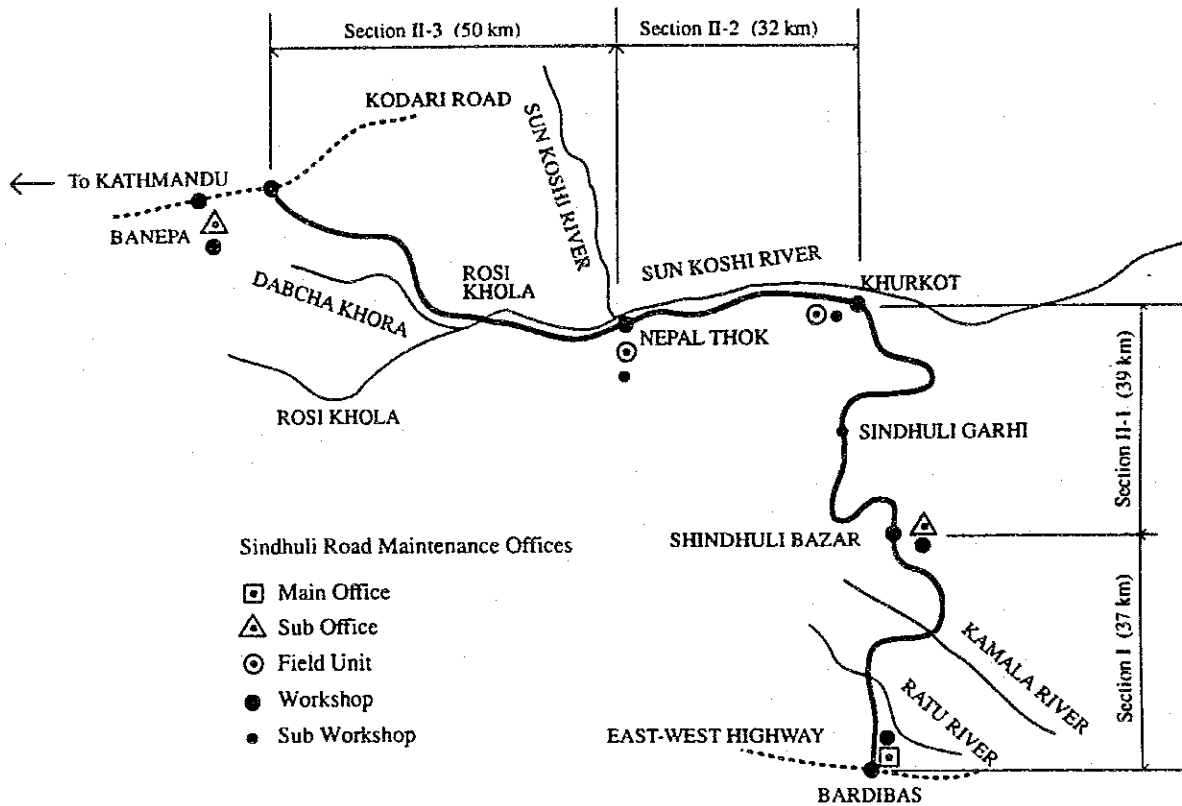 Section II-3 (50 km)
Section II-2 (32 km)
KODARI ROAD
SUN KOSHI RIVER
To KATHMANDU
BANEPA
DABCHA KHORA
ROSI
KHOLA
SUN KOSHI RIVER
KHURKOT
NEPAL THOK
ROSI KHOLA
SINDHULI GARHI
Section II-1 (39 km)
SHINDHULI BAZAR
Sindhuli Road Maintenance Offices
Main Office
Sub Office
Field Unit
Workshop
Sub Workshop
KAMALA RIVER
RATU RIVER
Section I (37 km)
EAST-WEST HIGHWAY
BARDIBAS